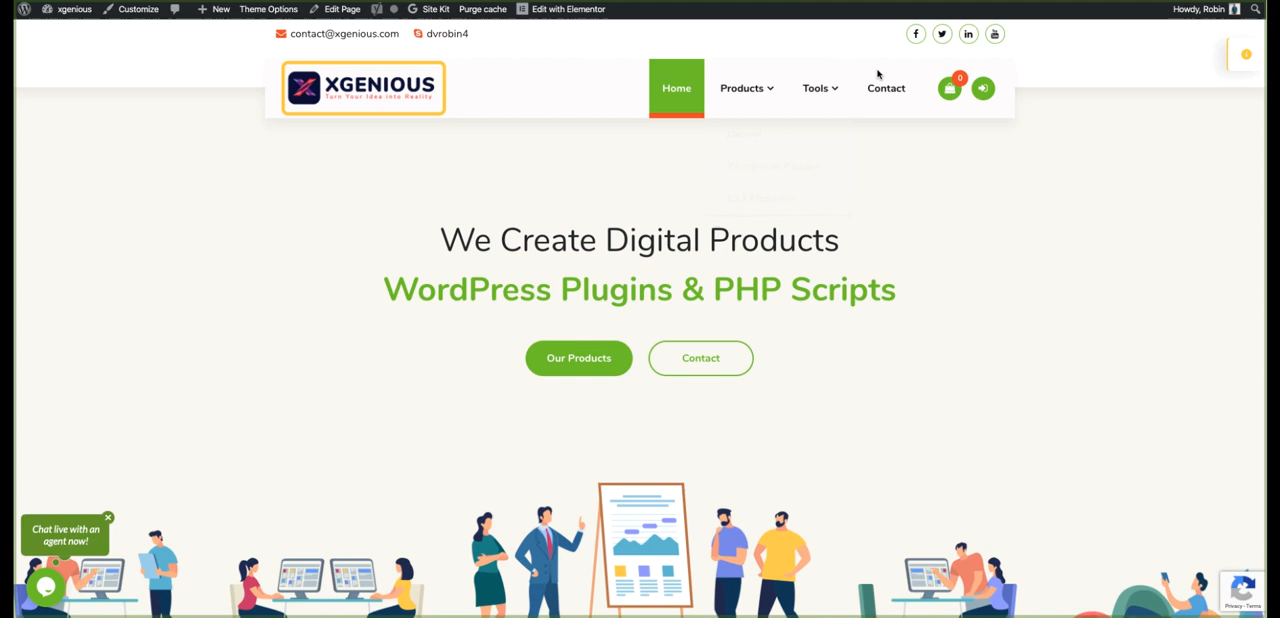 xgenious Customize New Theme Options Edit Page Site Kit Purge cache Edit with Elementor Howdy, Robin
contact@xgenious.com dvrobin4
XGENIOUS
Turn Your Idea into Reality
Home Products Tools Contact 0
We Create Digital Products
WordPress Plugins & PHP Scripts
Our Products Contact
Chat live with an
agent now!
Privacy - Terms